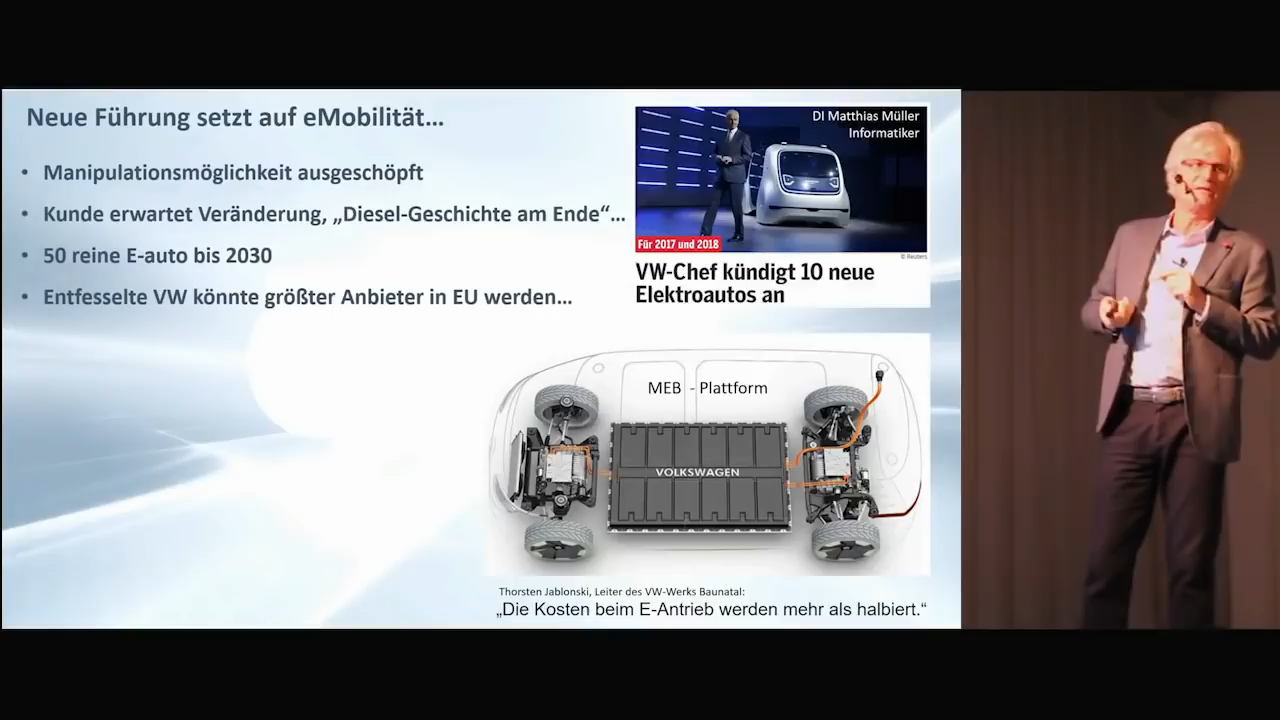 Neue Führung setzt auf eMobilität…
• Manipulationsmöglichkeit ausgeschöpft
• Kunde erwartet Veränderung, „Diesel-Geschichte am Ende“…
• 50 reine E-auto bis 2030
• Entfesselte VW könnte größter Anbieter in EU werden…
DI Matthias Müller
Informatiker
Für 2017 und 2018
© Reuters
VW-Chef kündigt 10 neue
Elektroautos an
MEB - Plattform
VOLKSWAGEN
Thorsten Jablonski, Leiter des VW-Werks Baunatal:
„Die Kosten beim E-Antrieb werden mehr als halbiert.“